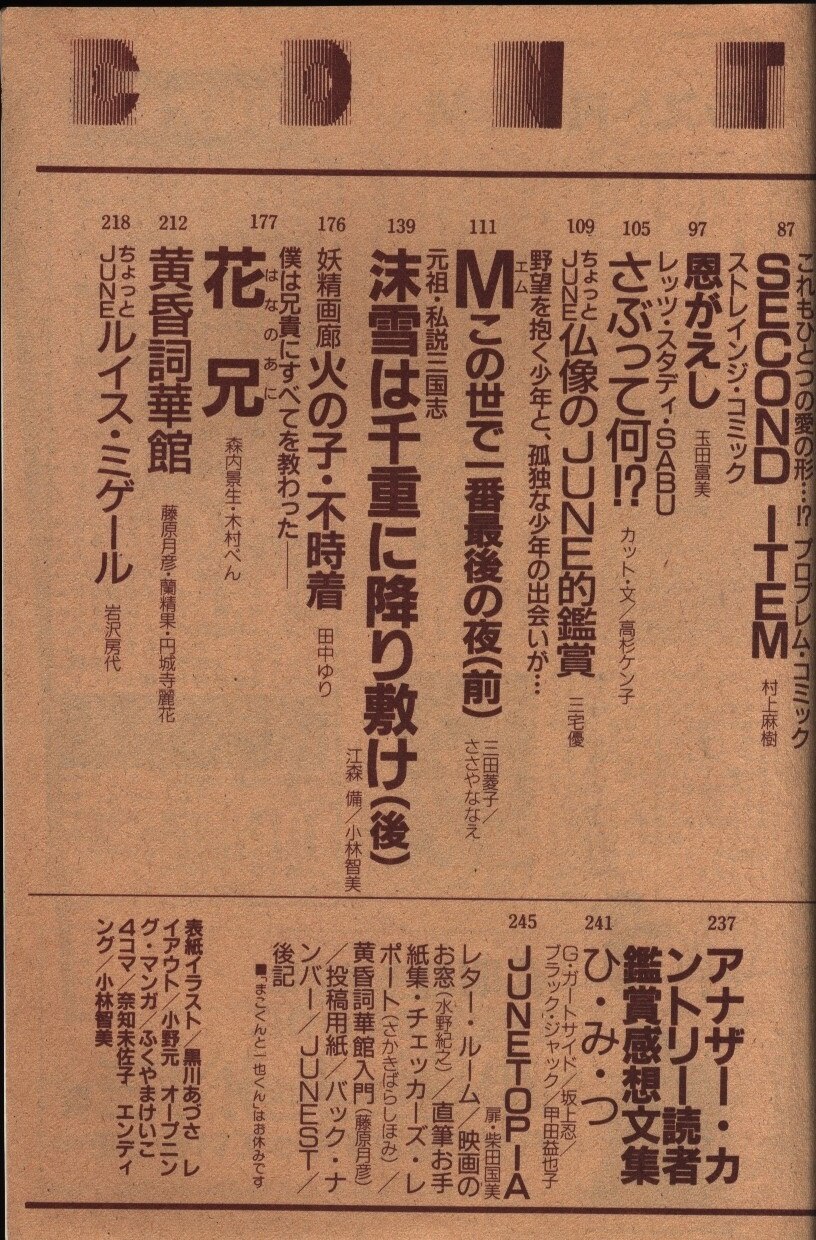 CONT
これもひとつの愛の形…!? プロブレム・コミック
87
SECOND ITEM
村上麻樹
ストレインジ・コミック
97
恩がえし
玉田富美
レッツ・スタディ・SABU
105
さぶって何!?
カット・文／高杉ケン子
109
ちょっとJUNE
仏像のJUNE的鑑賞
三宅優
野望を抱く少年と、孤独な少年の出会いが…
111
M この世で一番最後の夜(前)
エム
三田菱子／
ささやななえ
元祖・私説三国志
139
沫雪は千重に降り敷け(後)
江森 備／小林智美
176
妖精画廊 火の子・不時着
田中ゆり
僕は兄貴にすべてを教わった――
177
花 兄
はなのあに
森内景生・木村べん
212
黄昏詞華館
藤原月彦・蘭精果・円城寺麗花
218
ちょっとJUNE
ルイス・ミゲール
岩沢房代
237
アナザー・カ
ントリー読者
鑑賞感想文集
241
ひ・み・つ
G・ガートサイド／坂上忍／
ブラック・ジャック／甲田益也子
245
JUNETOPIA
扉・柴田国美
レター・ルーム／映画の
お窓(水野紀之)／直筆お手
紙集・チェッカーズ・レ
ポート(さかきばらしほみ)／
黄昏詞華館入門(藤原月彦)
／投稿用紙／バック・ナ
ンバー／JUNEST／
後記
■「まこくんと一也くん」はお休みです
表紙イラスト／黒川あづさ レ
イアウト／小野元 オープニン
グ・マンガ／ふくやまけいこ
4コマ／奈知未佐子 エンディ
ング／小林智美